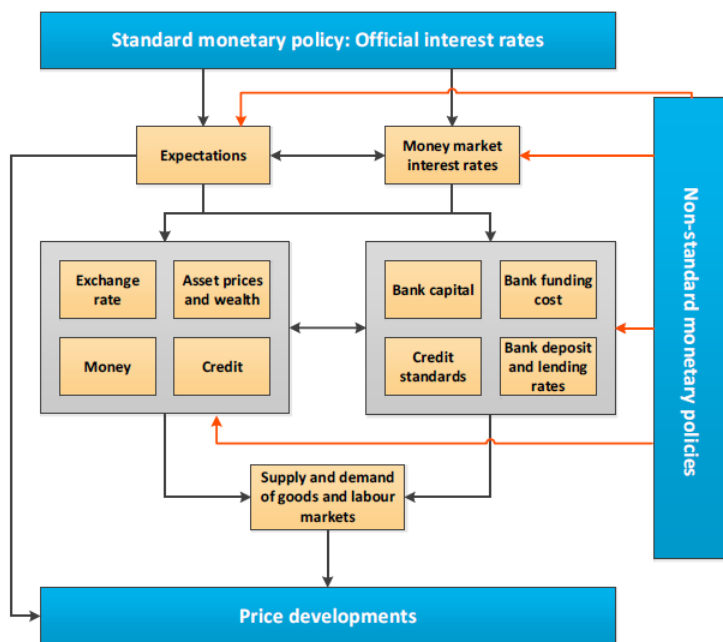 Standard monetary policy: Official interest rates
Expectations
Money market
interest rates
Non-standard monetary policies
Exchange
rate
Asset prices
and wealth
Bank capital
Bank funding
cost
Money
Credit
Credit
standards
Bank deposit
and lending
rates
Supply and demand
of goods and labour
markets
Price developments